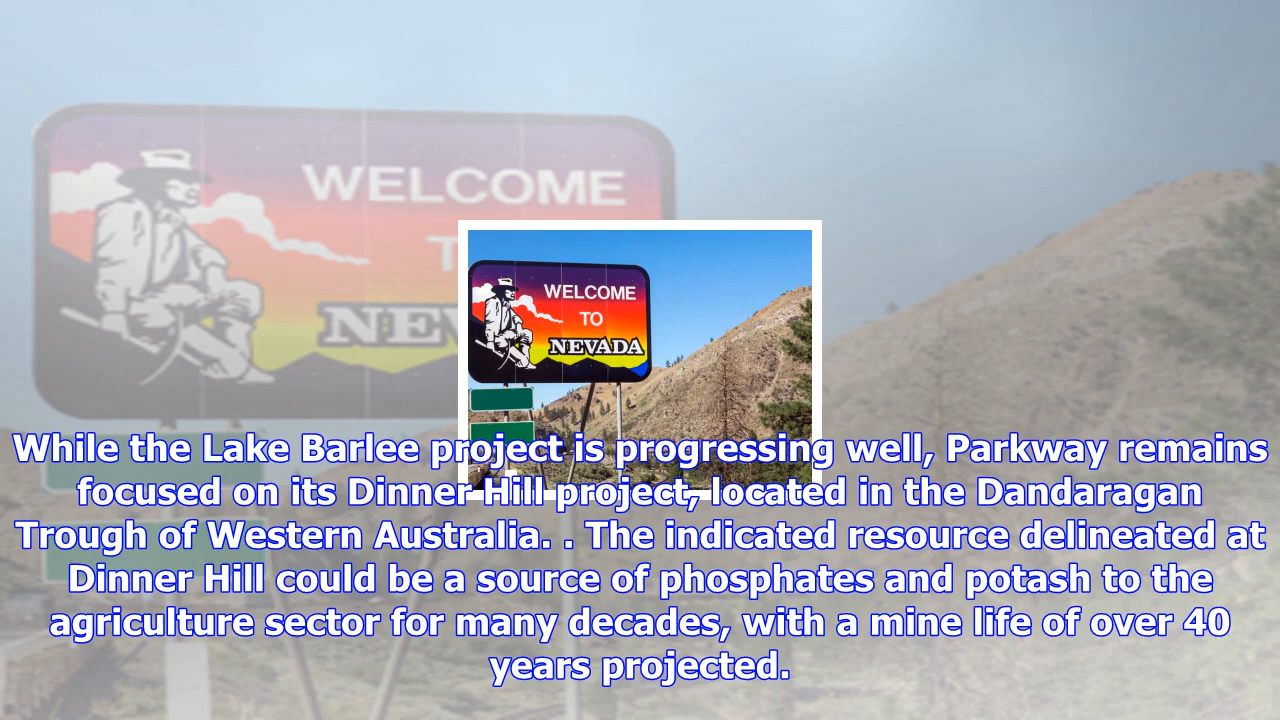 WELCOME
TO
NEVADA
WELCOME
T
NEV
While the Lake Barlee project is progressing well, Parkway remains
focused on its Dinner Hill project, located in the Dandaragan
Trough of Western Australia. . The indicated resource delineated at
Dinner Hill could be a source of phosphates and potash to the
agriculture sector for many decades, with a mine life of over 40
years projected.